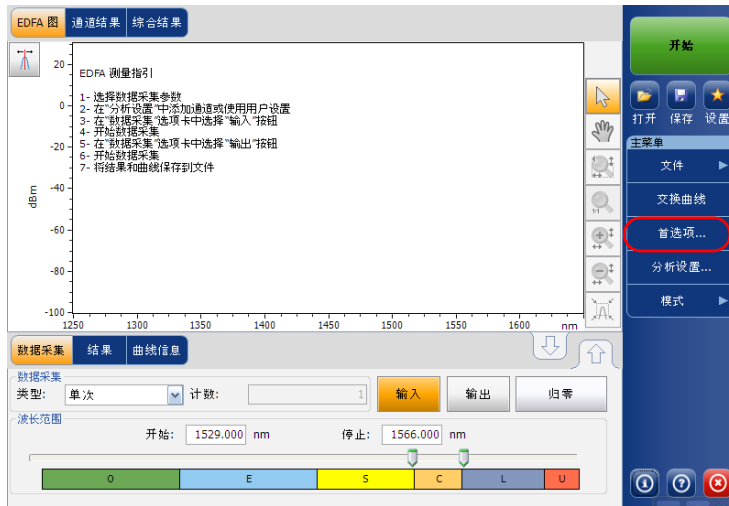 EDFA 图 通道结果 综合结果
开始
EDFA 测量指引
1- 选择数据采集参数
2- 在"分析设置"中添加通道或使用用户设置
3- 在"数据采集"选项卡中选择"输入"按钮
4- 开始数据采集
5- 在"数据采集"选项卡中选择"输出"按钮
6- 开始数据采集
7- 将结果和曲线保存到文件
20
0
-20
-40
-60
-80
-100
dBm
1250 1300 1350 1400 1450 1500 1550 1600 nm
1:1
打开 保存 设置
主菜单
文件
交换曲线
首选项...
分析设置...
模式
数据采集 结果 曲线信息
数据采集
类型: 单次 计数: 1 输入 输出 归零
波长范围
开始: 1529.000 nm 停止: 1566.000 nm
O E S C L U